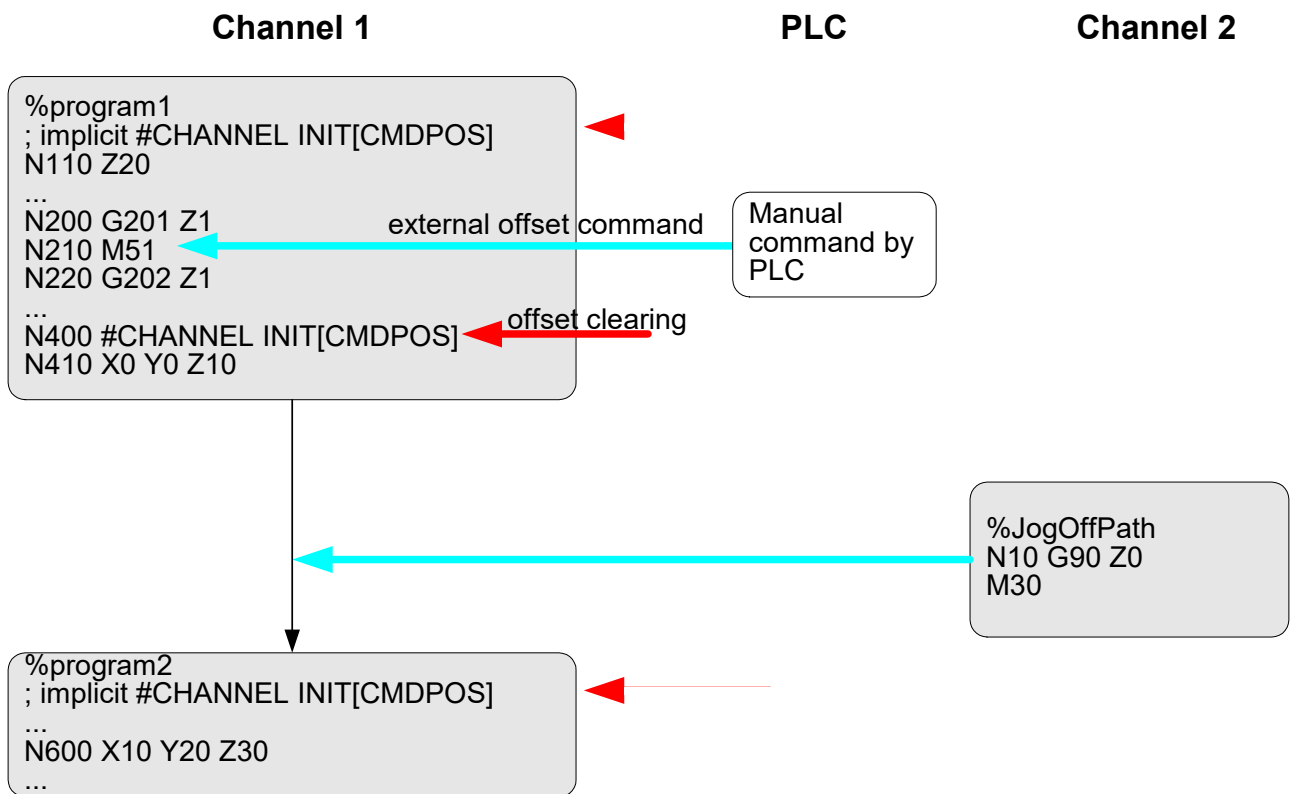 Channel 1
PLC
Channel 2
%program1
; implicit #CHANNEL INIT[CMDPOS]
N110 Z20
...
N200 G201 Z1
N210 M51
N220 G202 Z1
...
N400 #CHANNEL INIT[CMDPOS]
N410 X0 Y0 Z10
external offset command
Manual
command by
PLC
offset clearing
%JogOffPath
N10 G90 Z0
M30
%program2
; implicit #CHANNEL INIT[CMDPOS]
...
N600 X10 Y20 Z30
...